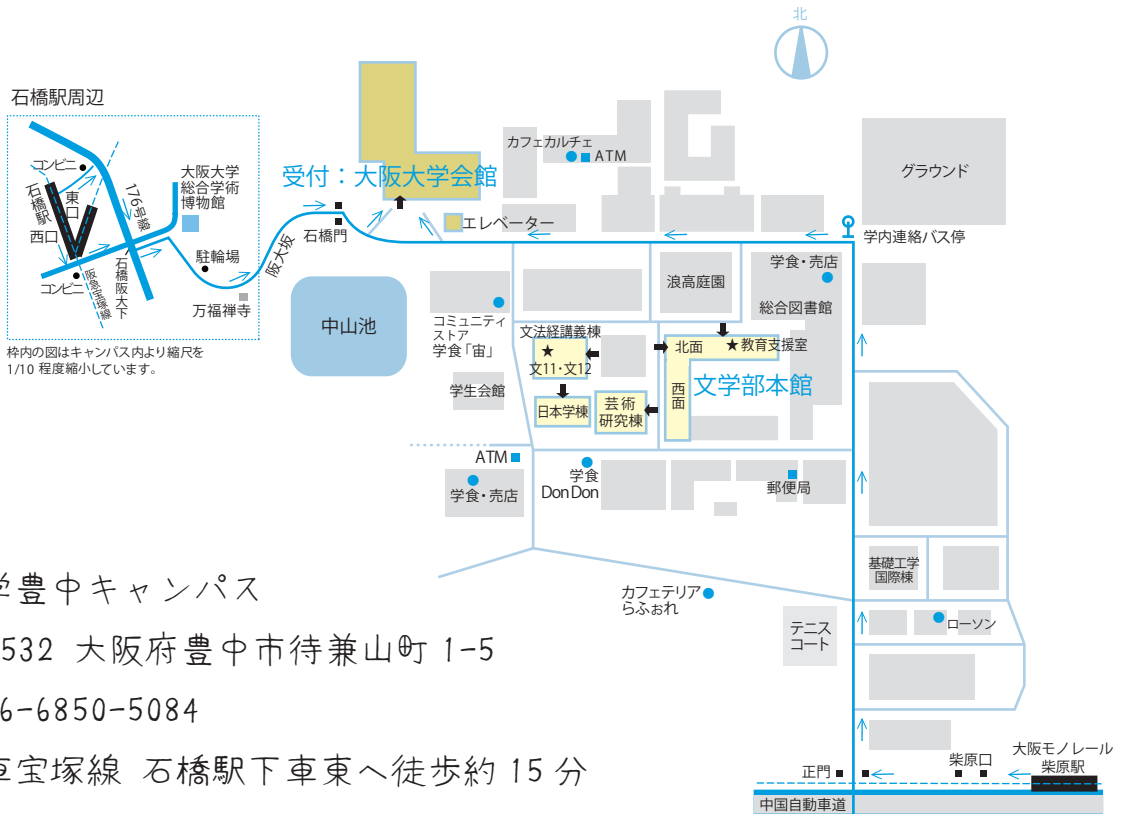 北
石橋駅周辺
コンビニ
石橋駅
東口
西口
176号線
大阪大学
総合学術
博物館
駐輪場
コンビニ
阪急宝塚線
石橋阪大下
万福禅寺
阪大坂
枠内の図はキャンパス内より縮尺を
1/10 程度縮小しています。
受付：大阪大学会館
石橋門
エレベーター
カフェカルチェ
ATM
グラウンド
学内連絡バス停
中山池
コミュニティ
ストア
学食「宙」
学生会館
浪高庭園
学食・売店
総合図書館
文法経講義棟
★
文11・文12
北面
★教育支援室
西面
文学部本館
日本学棟
芸術
研究棟
ATM
学食・売店
学食
Don Don
郵便局
基礎工学
国際棟
カフェテリア
らふぉれ
テニス
コート
ローソン
正門
柴原口
大阪モノレール
柴原駅
中国自動車道
学豊中キャンパス
532 大阪府豊中市待兼山町 1-5
6-6850-5084
車宝塚線 石橋駅下車東へ徒歩約 15 分